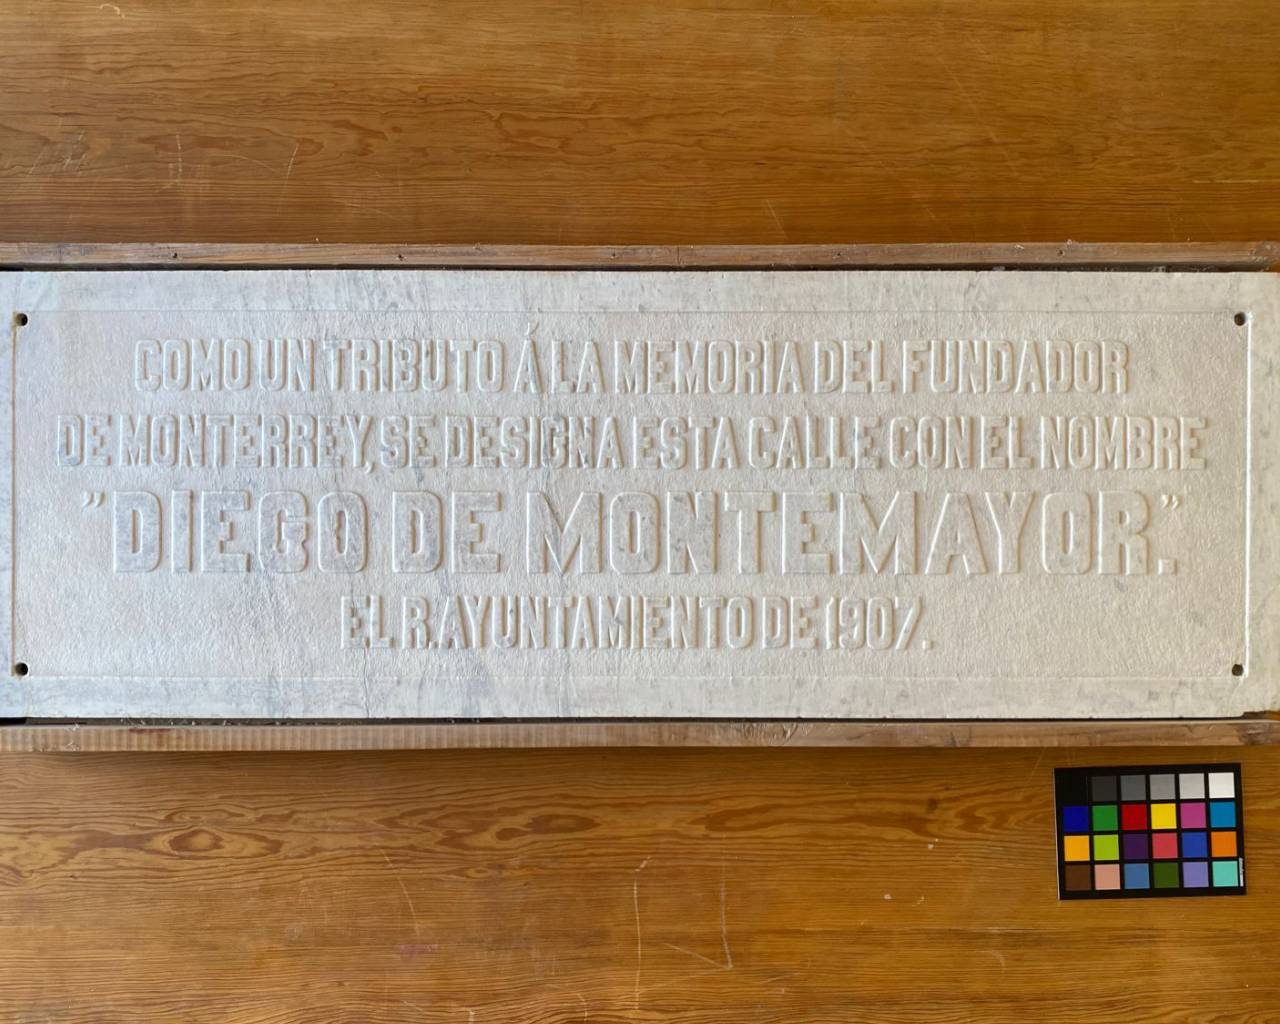 COMO UN TRIBUTO Á LA MEMORIA DEL FUNDADOR
DE MONTERREY, SE DESIGNA ESTA CALLE CON EL NOMBRE
”DIEGO DE MONTEMAYOR.”
EL R. AYUNTAMIENTO DE 1907.